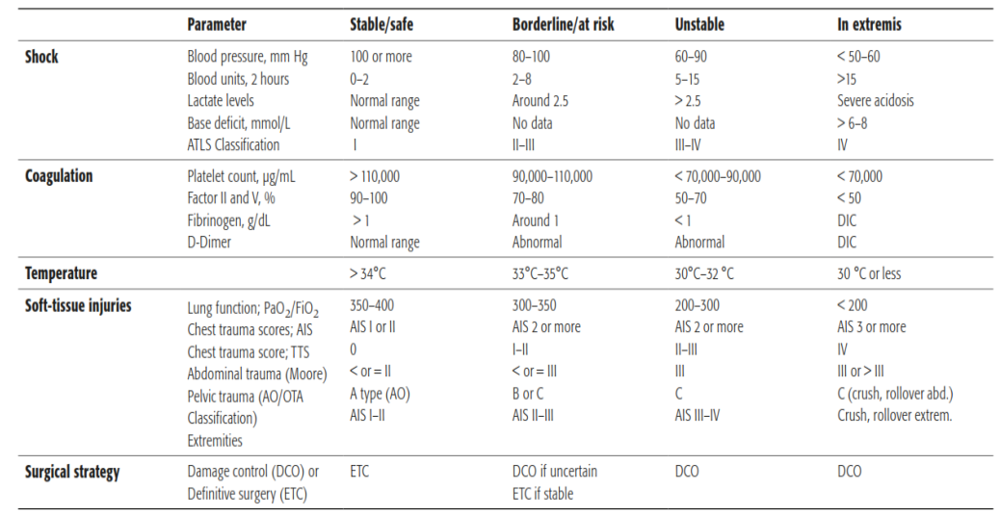 Parameter Stable/safe Borderline/at risk Unstable In extremis
Shock Blood pressure, mm Hg 100 or more 80–100 60–90 < 50–60
Blood units, 2 hours 0–2 2–8 5–15 >15
Lactate levels Normal range Around 2.5 > 2.5 Severe acidosis
Base deficit, mmol/L Normal range No data No data > 6–8
ATLS Classification I II–III III–IV IV
Coagulation Platelet count, µg/mL > 110,000 90,000–110,000 < 70,000–90,000 < 70,000
Factor II and V, % 90–100 70–80 50–70 < 50
Fibrinogen, g/dL > 1 Around 1 < 1 DIC
D-Dimer Normal range Abnormal Abnormal DIC
Temperature > 34°C 33°C–35°C 30°C–32 °C 30 °C or less
Soft-tissue injuries Lung function; PaO2/FiO2 350–400 300–350 200–300 < 200
Chest trauma scores; AIS AIS I or II AIS 2 or more AIS 2 or more AIS 3 or more
Chest trauma score; TTS 0 I–II II–III IV
Abdominal trauma (Moore) < or = II < or = III III III or > III
Pelvic trauma (AO/OTA A type (AO) B or C C C (crush, rollover abd.)
Classification) AIS I–II AIS II–III AIS III–IV Crush, rollover extrem.
Extremities
Surgical strategy Damage control (DCO) or ETC DCO if uncertain DCO DCO
Definitive surgery (ETC) ETC if stable